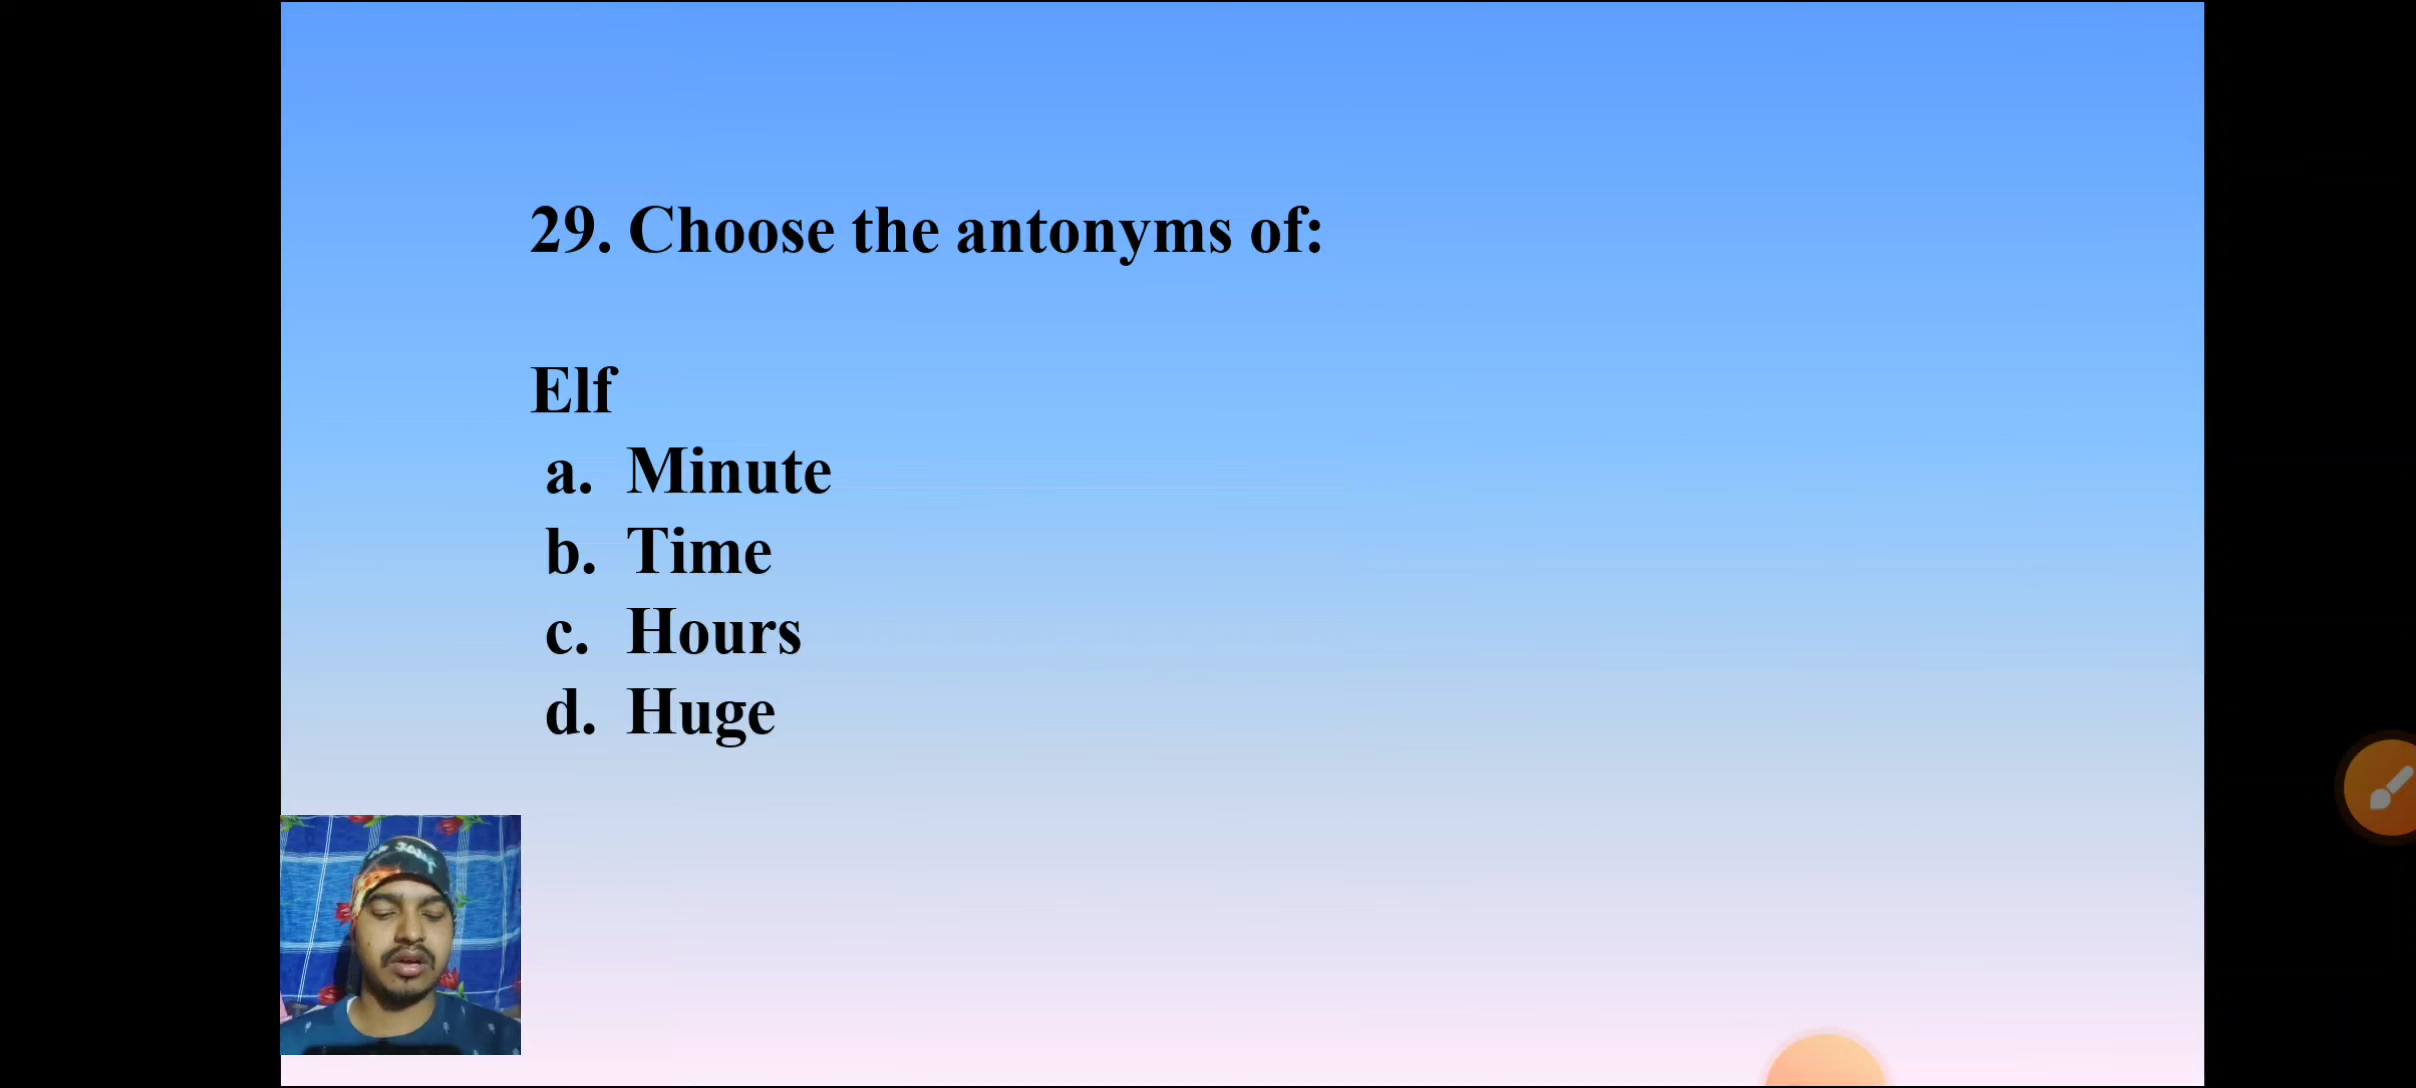 29. Choose the antonyms of:
Elf
a. Minute
b. Time
c. Hours
d. Huge